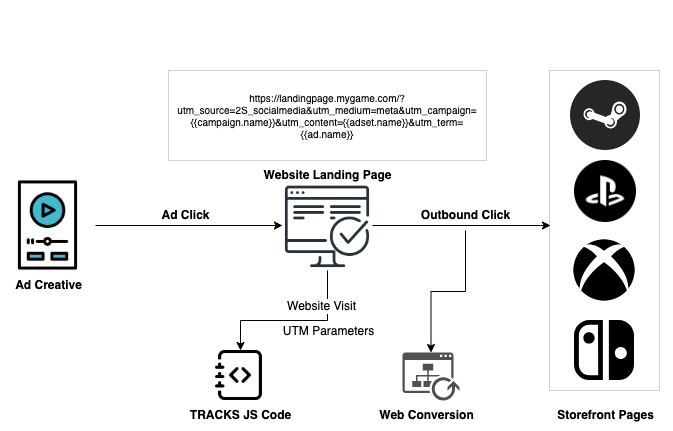 https://landingpage.mygame.com/?
utm_source=2S_socialmedia&utm_medium=meta&utm_campaign=
{{campaign.name}}&utm_content={{adset.name}}&utm_term=
{{ad.name}}
Website Landing Page
Ad Click
Outbound Click
Ad Creative
Website Visit
UTM Parameters
TRACKS JS Code
Web Conversion
Storefront Pages